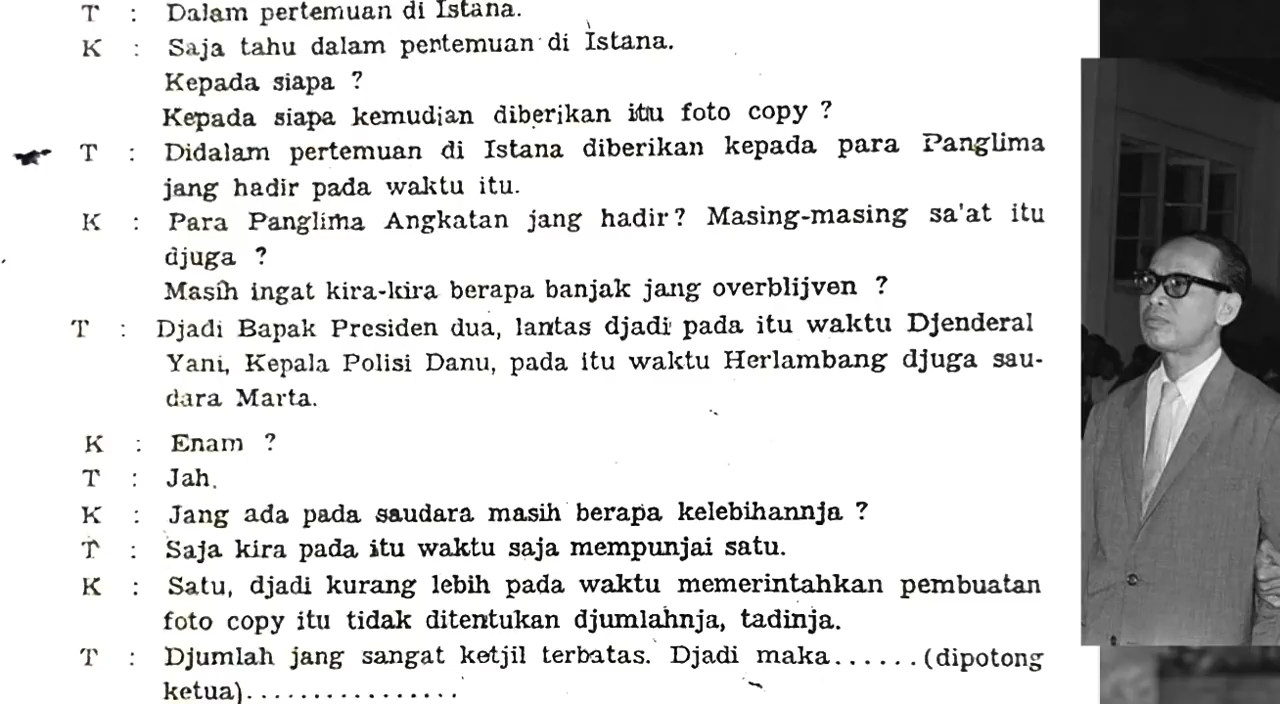 T : Dalam pertemuan di Istana.
K : Saja tahu dalam pertemuan di Istana.
Kepada siapa ?
Kepada siapa kemudian diberikan itu foto copy ?
T : Didalam pertemuan di Istana diberikan kepada para Panglima
jang hadir pada waktu itu.
K : Para Panglima Angkatan jang hadir? Masing-masing sa'at itu
djuga ?
Masih ingat kira-kira berapa banjak jang overblijven ?
T : Djadi Bapak Presiden dua, lantas djadi pada itu waktu Djenderal
Yani, Kepala Polisi Danu, pada itu waktu Herlambang djuga sau-
dara Marta.
K : Enam ?
T : Jah.
K : Jang ada pada saudara masih berapa kelebihannja ?
T : Saja kira pada itu waktu saja mempunjai satu.
K : Satu, djadi kurang lebih pada waktu memerintahkan pembuatan
foto copy itu tidak ditentukan djumlahnja, tadinja.
T : Djumlah jang sangat ketjil terbatas. Djadi maka......(dipotong
ketua)................